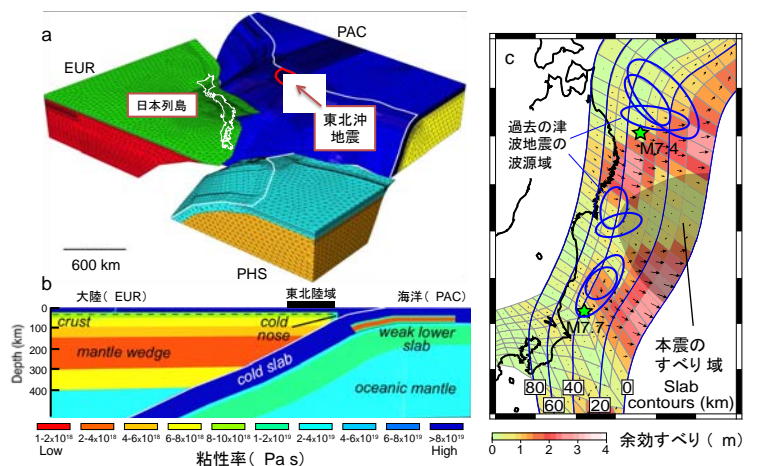 a
EUR
PAC
日本列島
東北沖
地震
600 km
PHS
b
大陸( EUR)
東北陸域
海洋( PAC)
Depth(km)
0
100
200
300
400
crust
cold
nose
mantle wedge
cold slab
weak lower
slab
oceanic mantle
1-2x10¹⁸
2-4x10¹⁸
4-6x10¹⁸
6-8x10¹⁸
8-10x10¹⁸
1-2x10¹⁹
2-4x10¹⁹
4-6x10¹⁹
6-8x10¹⁹
>8x10¹⁹
Low
High
粘性率( Pa s)
c
過去の津
波地震の
波源域
M7.4
M7.7
本震の
すべり域
80
40
0
60
20
Slab
contours (km)
0
1
2
3
4
余効すべり( m)